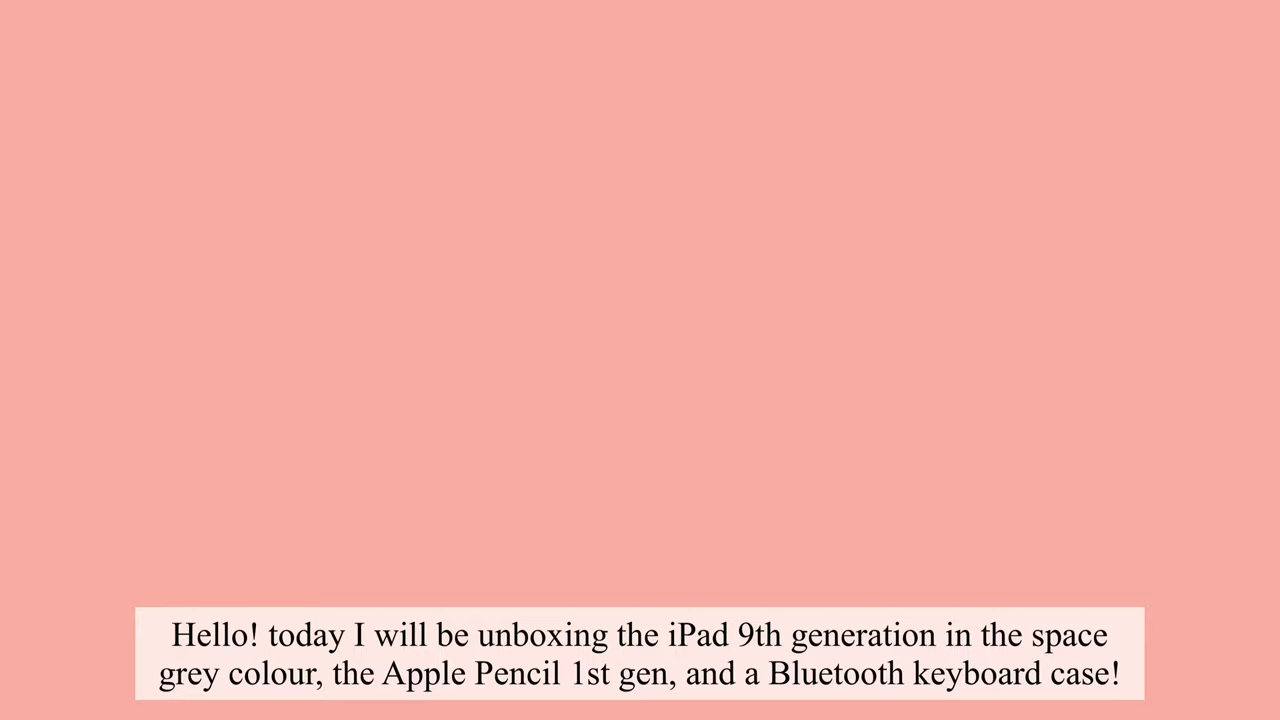 Hello! today I will be unboxing the iPad 9th generation in the space
grey colour, the Apple Pencil 1st gen, and a Bluetooth keyboard case!